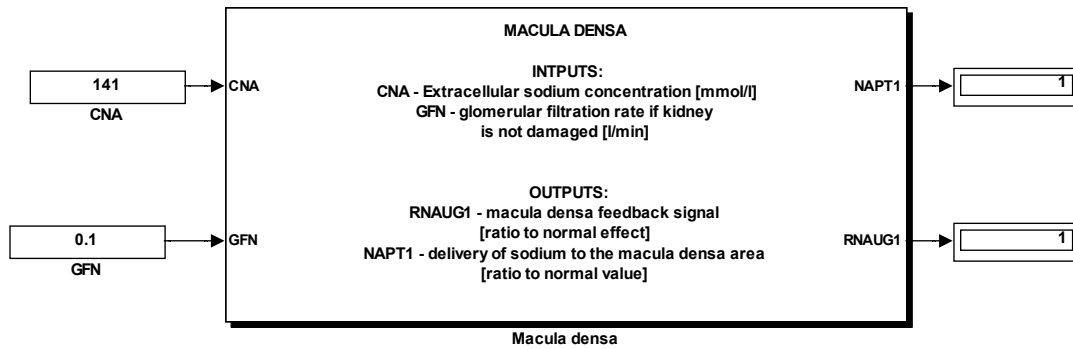 MACULA DENSA
INTPUTS:
CNA - Extracellular sodium concentration [mmol/l]
GFN - glomerular filtration rate if kidney
is not damaged [l/min]
OUTPUTS:
RNAUG1 - macula densa feedback signal
[ratio to normal effect]
NAPT1 - delivery of sodium to the macula densa area
[ratio to normal value]
141
CNA
CNA
0.1
GFN
GFN
NAPT1
1
RNAUG1
1
Macula densa